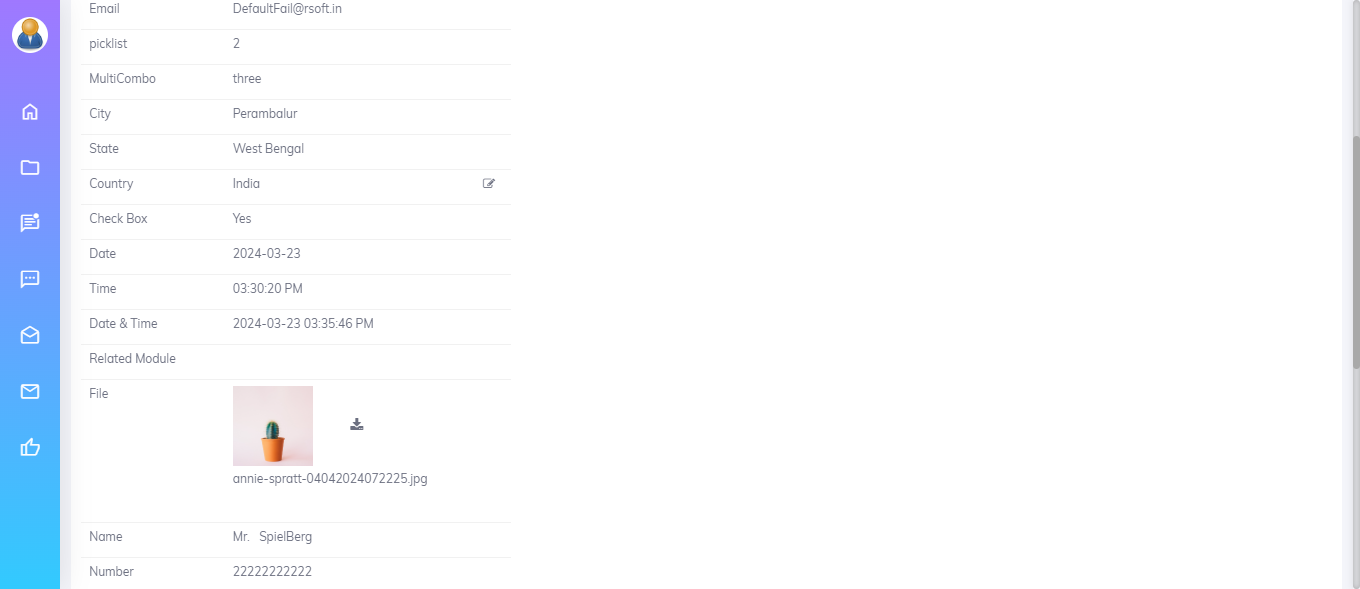 Email DefaultFail@rsoft.in
picklist 2
MultiCombo three
City Perambalur
State West Bengal
Country India
Check Box Yes
Date 2024-03-23
Time 03:30:20 PM
Date & Time 2024-03-23 03:35:46 PM
Related Module
File
annie-spratt-04042024072225.jpg
Name Mr. SpielBerg
Number 22222222222